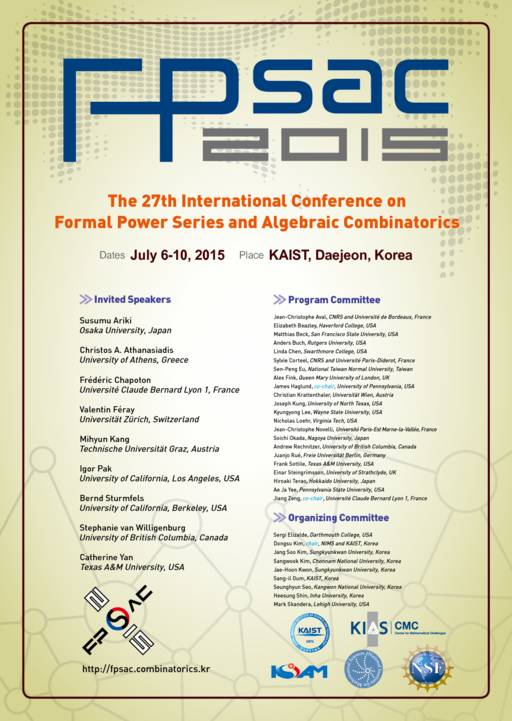 FPSAC
2015
The 27th International Conference on
Formal Power Series and Algebraic Combinatorics
Dates July 6-10, 2015 Place KAIST, Daejeon, Korea
Invited Speakers
Susumu Ariki
Osaka University, Japan
Christos A. Athanasiadis
University of Athens, Greece
Frédéric Chapoton
Université Claude Bernard Lyon 1, France
Valentin Féray
Universität Zürich, Switzerland
Mihyun Kang
Technische Universität Graz, Austria
Igor Pak
University of California, Los Angeles, USA
Bernd Sturmfels
University of California, Berkeley, USA
Stephanie van Willigenburg
University of British Columbia, Canada
Catherine Yan
Texas A&M University, USA
FPSAC
2015
http://fpsac.combinatorics.kr
Program Committee
Jean-Christophe Aval, CNRS and Université de Bordeaux, France
Elizabeth Beazley, Haverford College, USA
Matthias Beck, San Francisco State University, USA
Anders Buch, Rutgers University, USA
Linda Chen, Swarthmore College, USA
Sylvie Corteel, CNRS and Université Paris-Diderot, France
Sen-Peng Eu, National Taiwan Normal University, Taiwan
Alex Fink, Queen Mary University of London, UK
James Haglund, co-chair, University of Pennsylvania, USA
Christian Krattenthaler, Universität Wien, Austria
Joseph Kung, University of North Texas, USA
Kyungyong Lee, Wayne State University, USA
Nicholas Loehr, Virginia Tech, USA
Jean-Christophe Novelli, Université Paris-Est Marne-la-Vallée, France
Soichi Okada, Nagoya University, Japan
Andrew Rechnitzer, University of British Columbia, Canada
Juanjo Rué, Freie Universität Berlin, Germany
Frank Sottile, Texas A&M University, USA
Einar Steingrímsson, University of Strathclyde, UK
Hiroaki Terao, Hokkaido University, Japan
Ae Ja Yee, Pennsylvania State University, USA
Jiang Zeng, co-chair, Université Claude Bernard Lyon 1, France
Organizing Committee
Sergi Elizalde, Darthmouth College, USA
Dongsu Kim, chair, NIMS and KAIST, Korea
Jang Soo Kim, Sungkyunkwan University, Korea
Sangwook Kim, Chonnam National University, Korea
Jae-Hoon Kwon, Sungkyunkwan University, Korea
Sang-il Oum, KAIST, Korea
Seunghyun Seo, Kangwon National University, Korea
Heesung Shin, Inha University, Korea
Mark Skandera, Lehigh University, USA
KAIST
KIAS CMC
Center for Mathematical Challenges
KSIAM
NSF